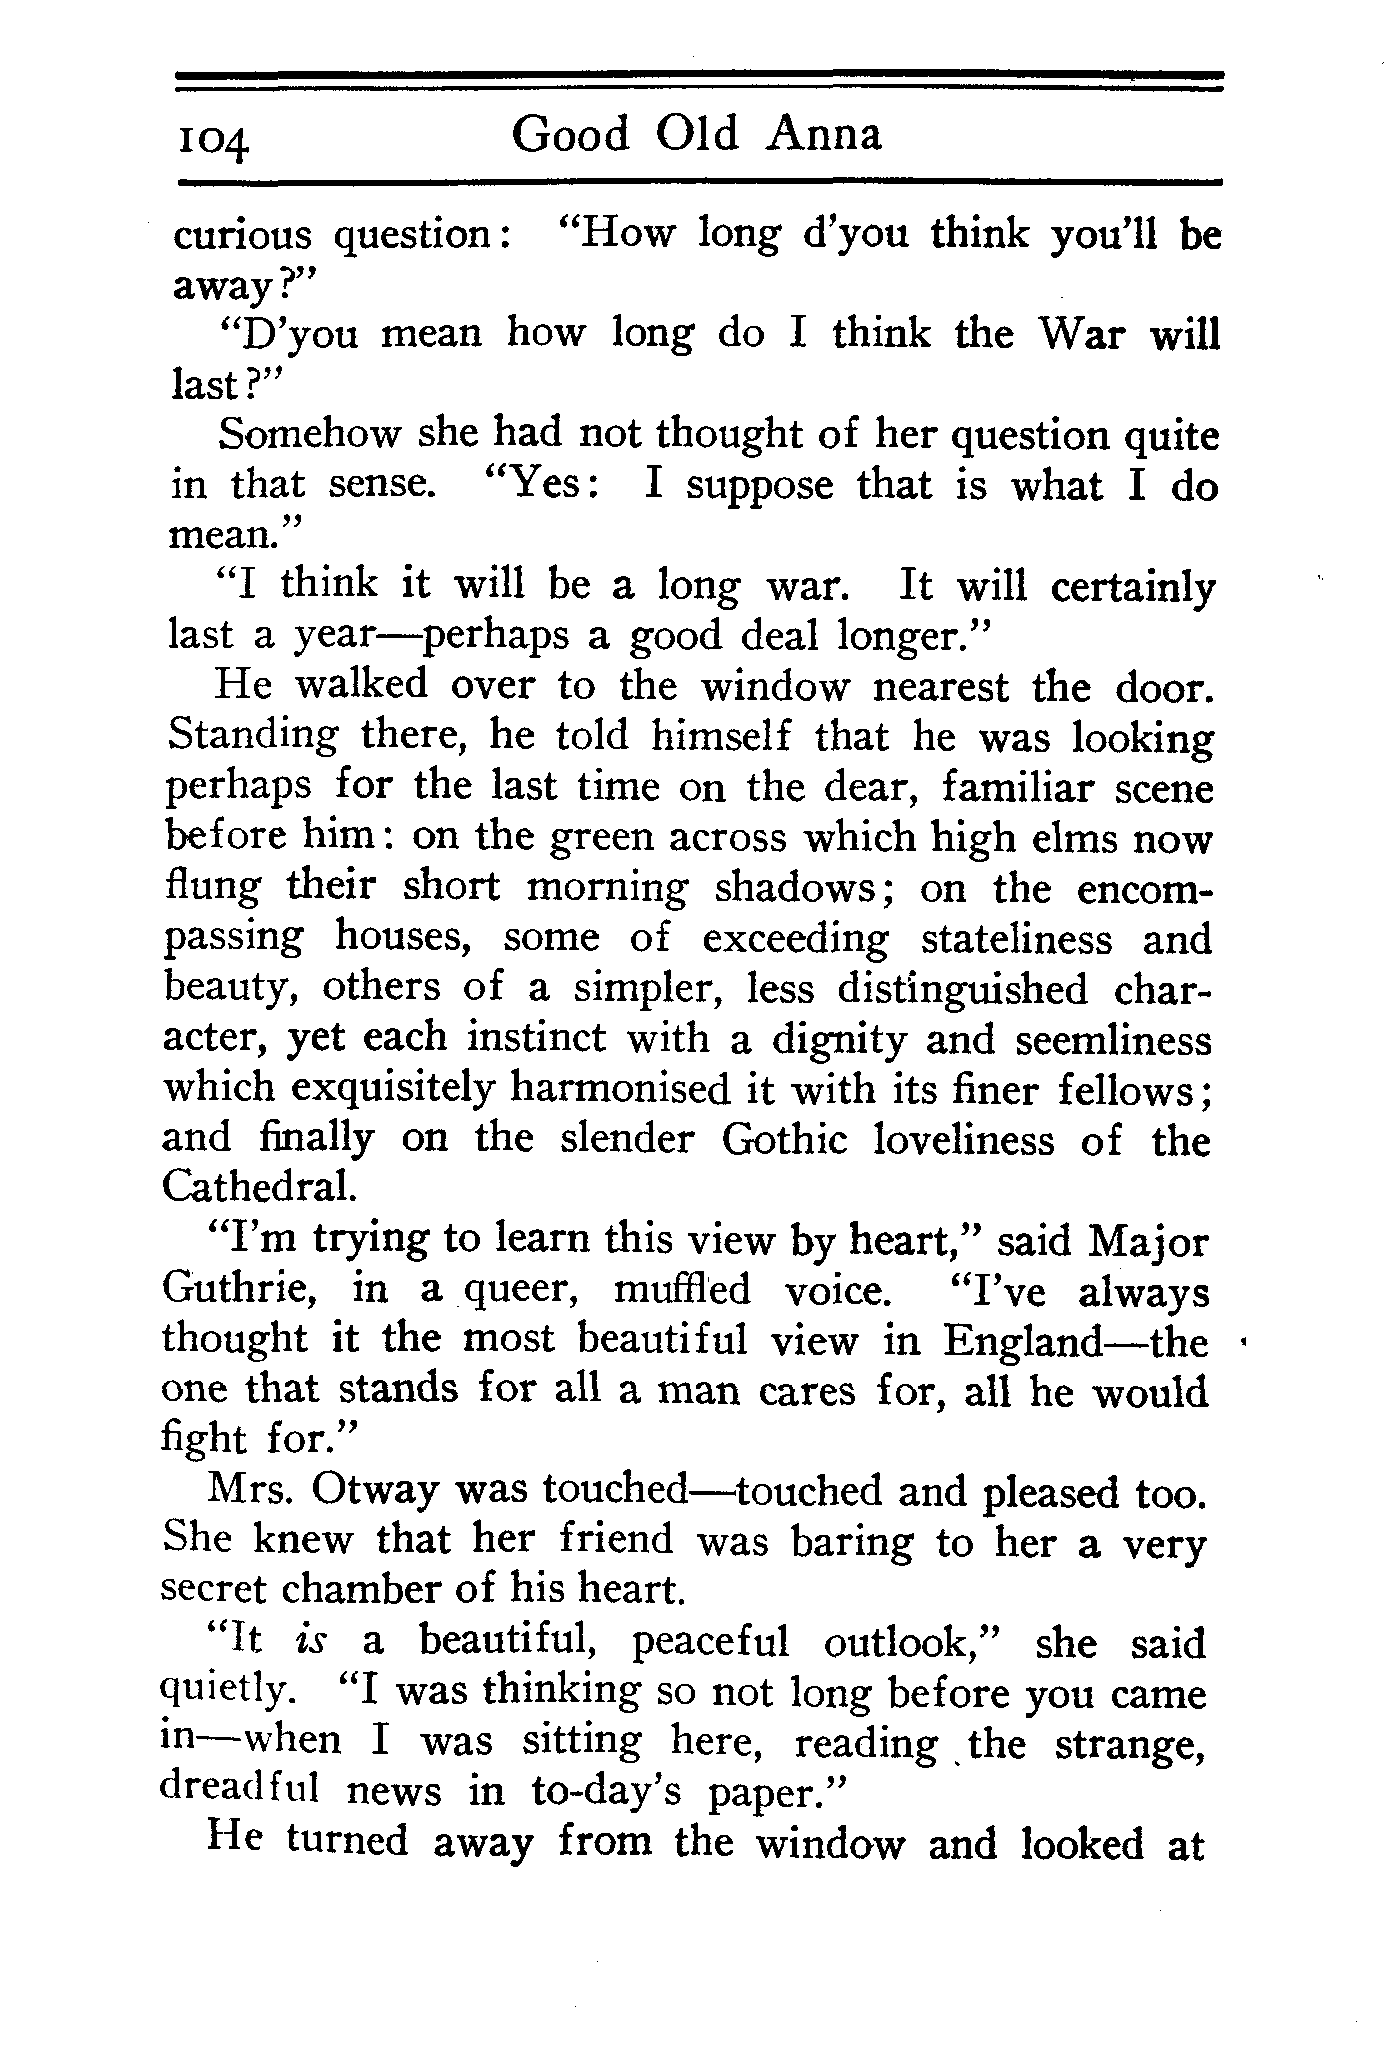 104 Good Old Anna
curious question: "How long d'you think you'll be
away?"
"D'you mean how long do I think the War will
last?"
Somehow she had not thought of her question quite
in that sense. "Yes: I suppose that is what I do
mean."
"I think it will be a long war. It will certainly
last a year—perhaps a good deal longer."
He walked over to the window nearest the door.
Standing there, he told himself that he was looking
perhaps for the last time on the dear, familiar scene
before him: on the green across which high elms now
flung their short morning shadows; on the encom-
passing houses, some of exceeding stateliness and
beauty, others of a simpler, less distinguished char-
acter, yet each instinct with a dignity and seemliness
which exquisitely harmonised it with its finer fellows;
and finally on the slender Gothic loveliness of the
Cathedral.
"I'm trying to learn this view by heart," said Major
Guthrie, in a queer, muffled voice. "I've always
thought it the most beautiful view in England—the
one that stands for all a man cares for, all he would
fight for."
Mrs. Otway was touched—touched and pleased too.
She knew that her friend was baring to her a very
secret chamber of his heart.
"It is a beautiful, peaceful outlook," she said
quietly. "I was thinking so not long before you came
in—when I was sitting here, reading the strange,
dreadful news in to-day's paper."
He turned away from the window and looked at